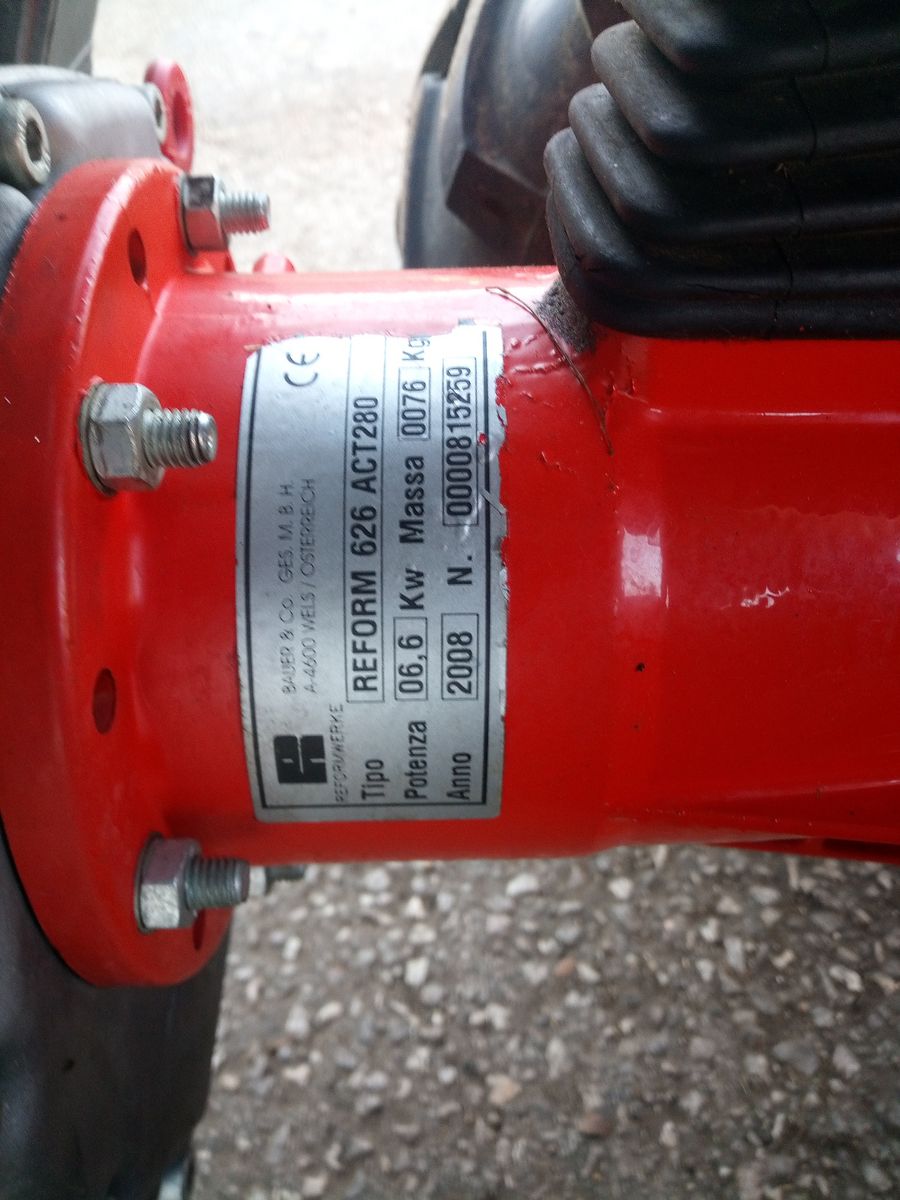 CE
BAUER & Co. GES. M. B. H.
A-4600 WELS / OSTERREICH
REFORMWERKE
Tipo REFORM 626 ACT280
Potenza 06,6 Kw Massa 0076 Kg
Anno 2008 N. 0000815259